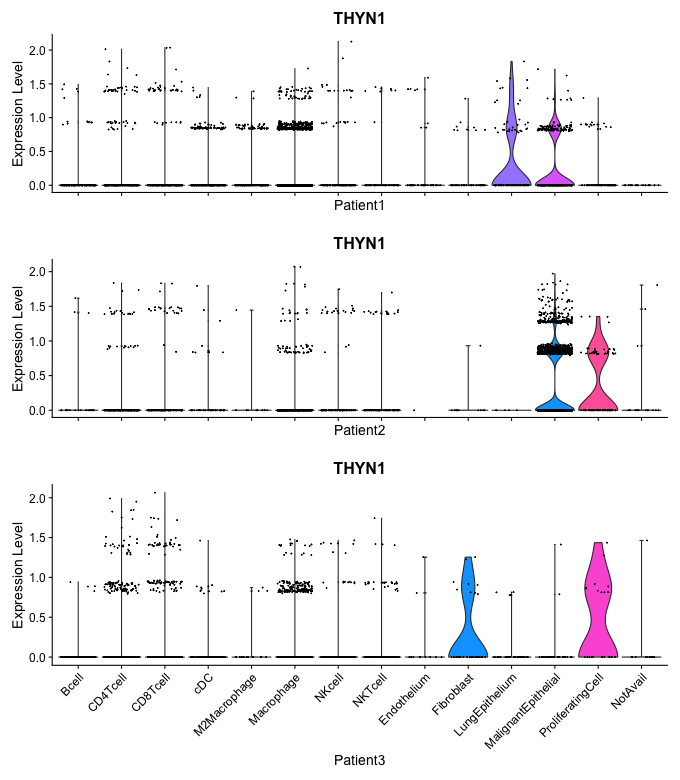 THYN1
Expression Level
2.0
1.5
1.0
0.5
0.0
Patient1
THYN1
Expression Level
2.0
1.5
1.0
0.5
0.0
Patient2
THYN1
Expression Level
2.0
1.5
1.0
0.5
0.0
Bcell
CD4Tcell
CD8Tcell
cDC
M2Macrophage
Macrophage
NKcell
NKTcell
Endothelium
Fibroblast
LungEpithelium
MalignantEpithelial
ProliferatingCell
NotAvail
Patient3